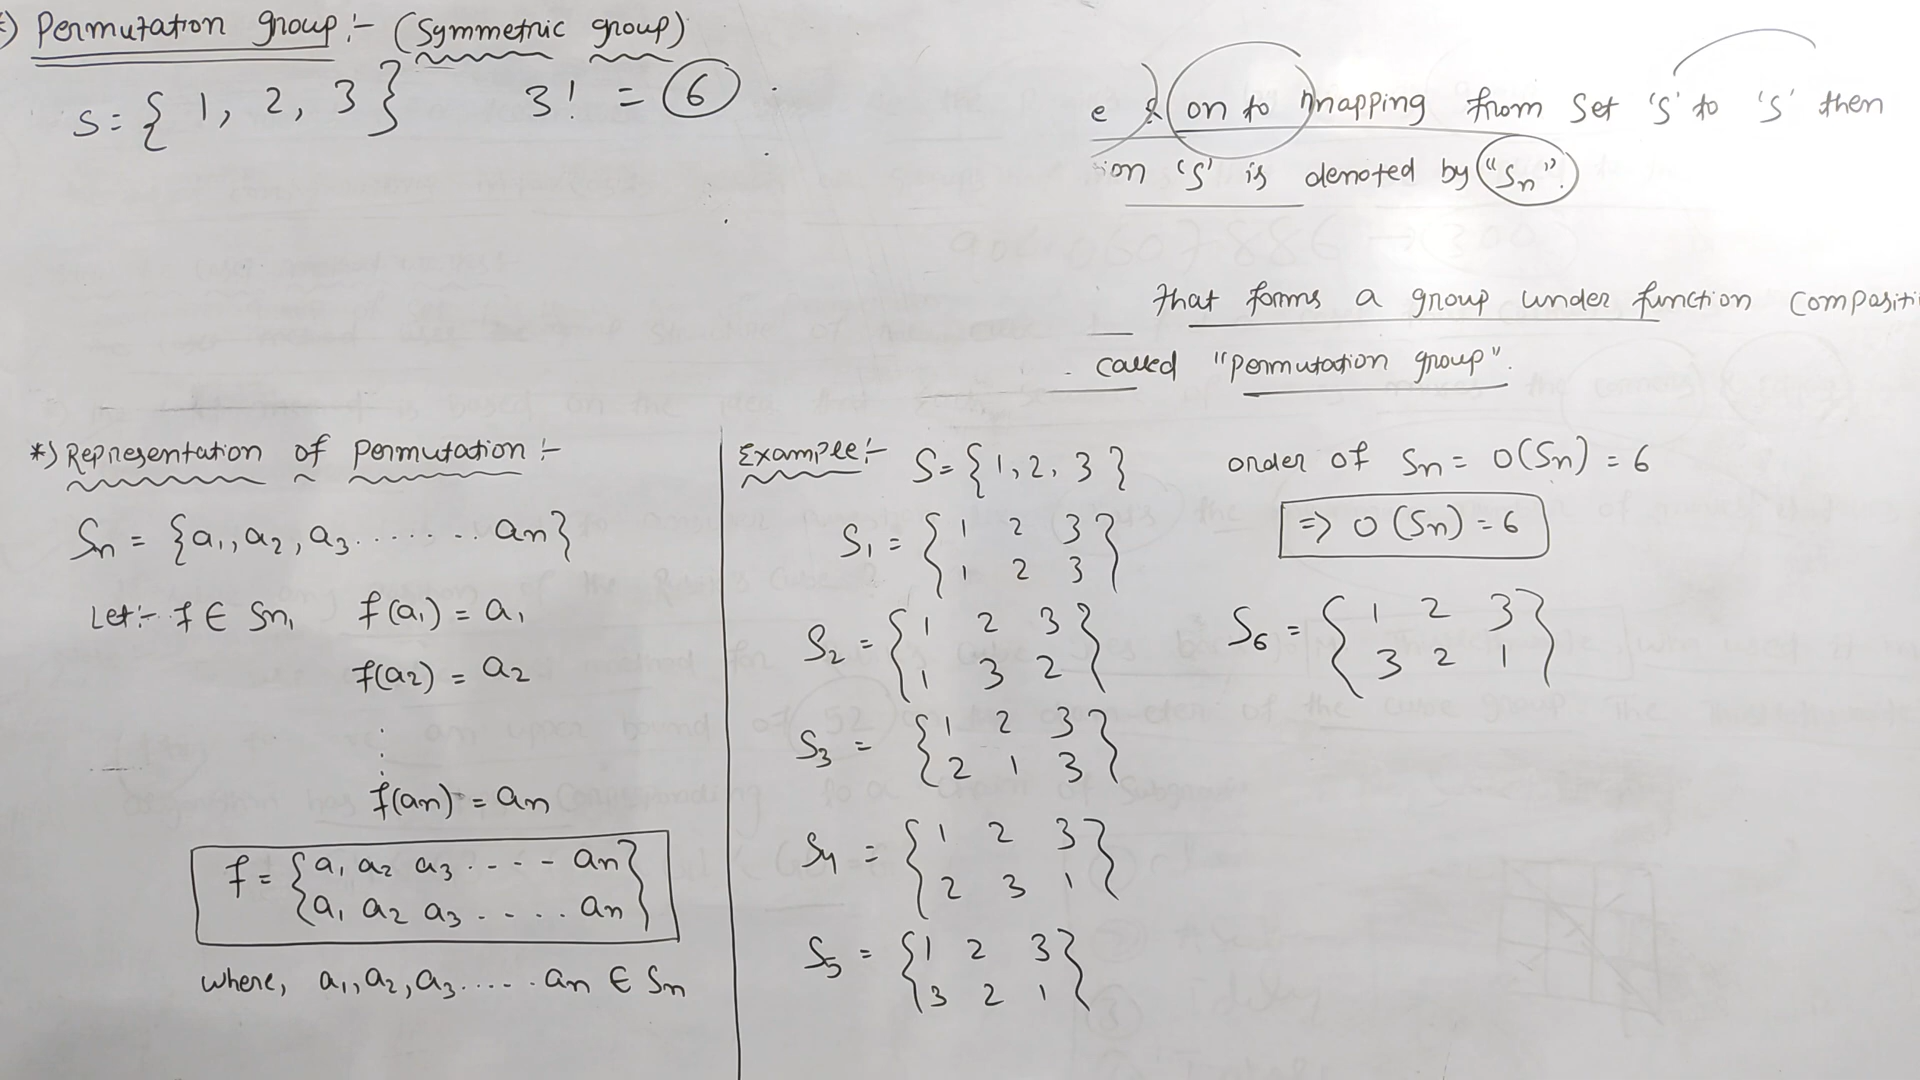 *) Permutation group :- (Symmetric group)
S = { 1, 2, 3 } 3! = 6
e & on to mapping from Set 'S' to 'S' then
ion 'S' is denoted by "Sn".
that forms a group under function compositi
called "permutation group".
*) Representation of permutation :-
Sn = {a1, a2, a3 ....... an}
Let:- f ∈ Sn, f(a1) = a1
f(a2) = a2
⋮
f(an) = an
f = {a1 a2 a3 .... an}
{a1 a2 a3 ..... an}
where, a1, a2, a3 ..... an ∈ Sn
Example:- S = { 1, 2, 3 } order of Sn = O(Sn) = 6
=> O(Sn) = 6
S1 = { 1 2 3 }
1 2 3
S2 = { 1 2 3 }
1 3 2
S3 = { 1 2 3 }
2 1 3
S4 = { 1 2 3 }
2 3 1
S5 = { 1 2 3 }
3 2 1
S6 = { 1 2 3 }
3 2 1